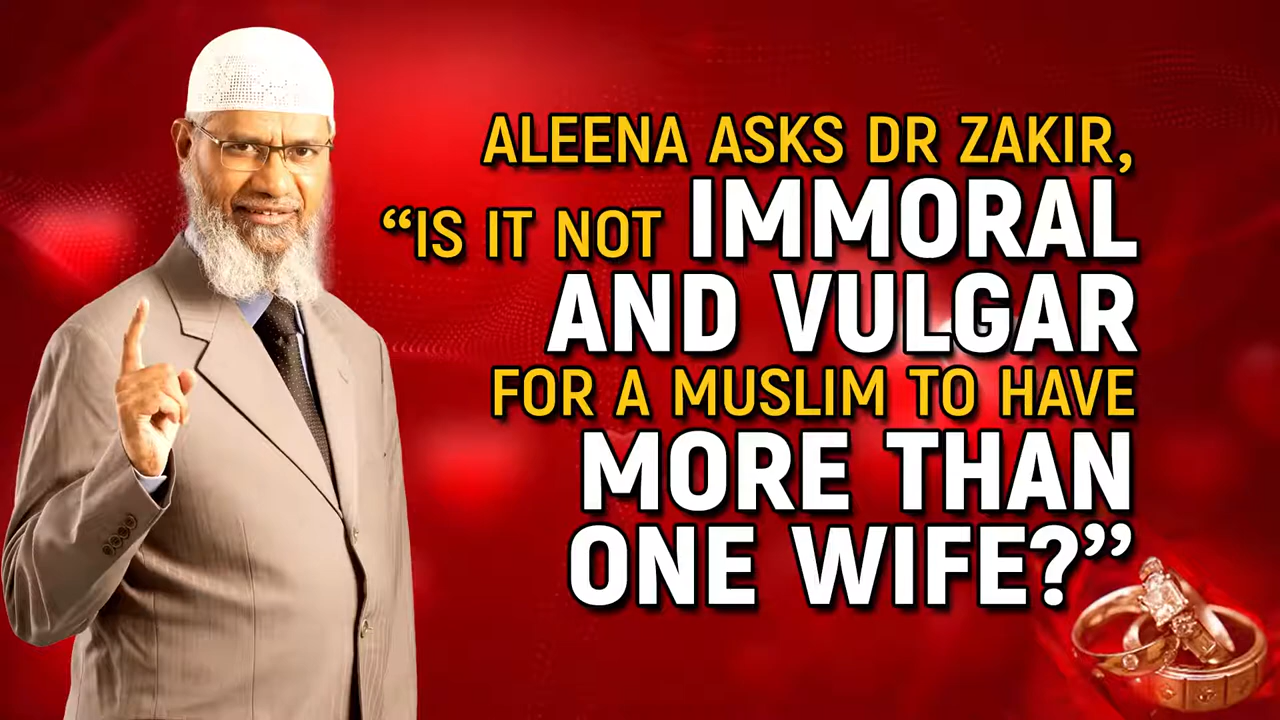 ALEENA ASKS DR ZAKIR,
“IS IT NOT IMMORAL
AND VULGAR
FOR A MUSLIM TO HAVE
MORE THAN
ONE WIFE?”